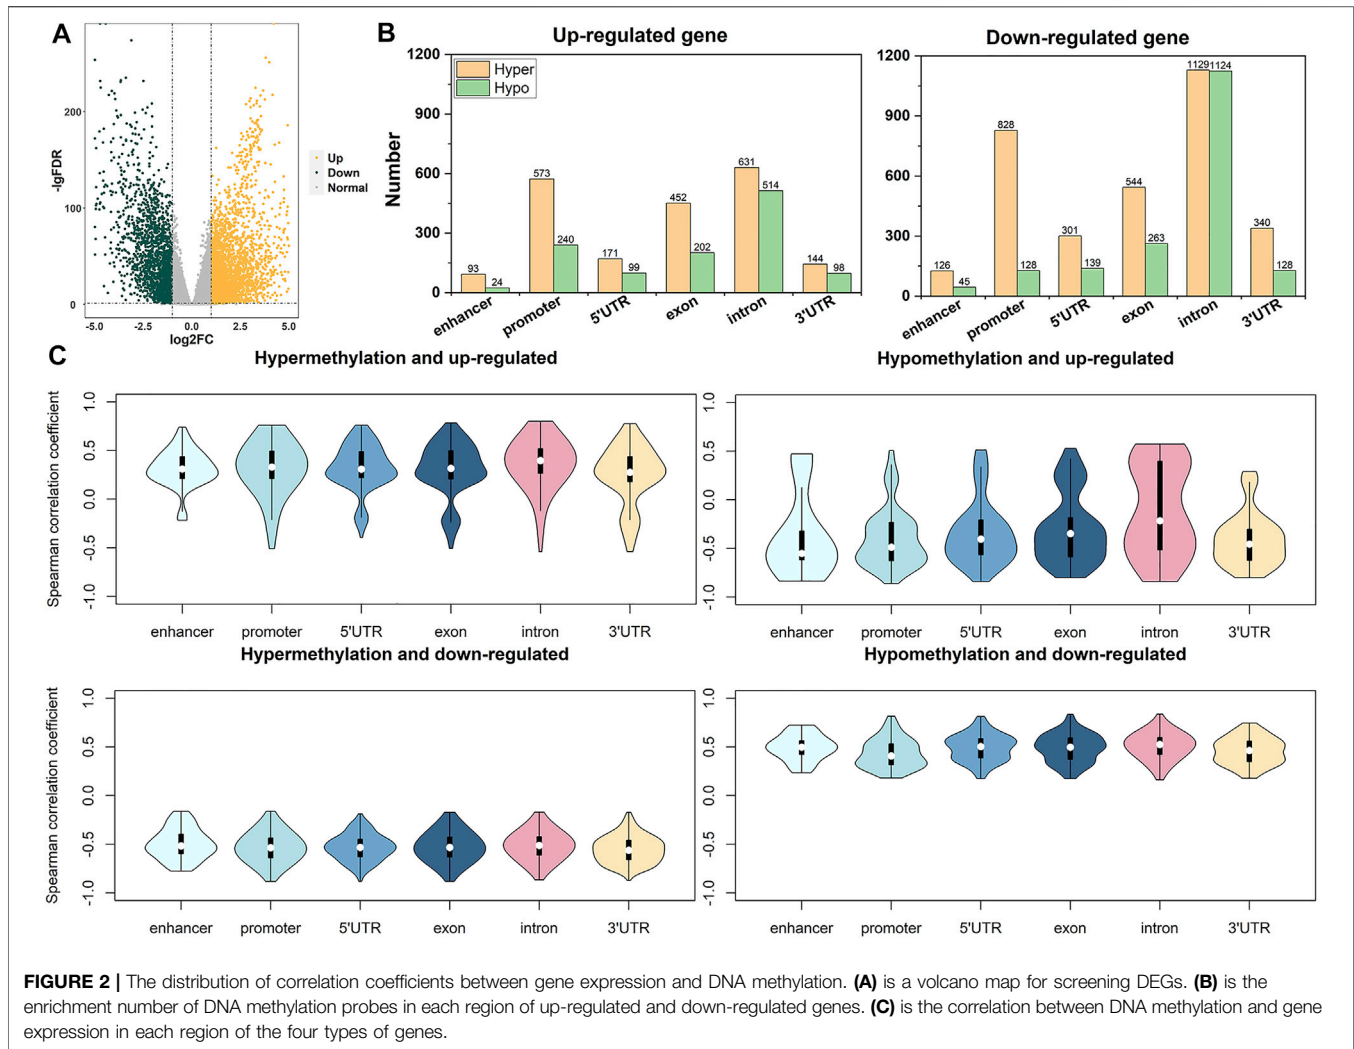 A
-lgFDR
200
100
0
-5.0 -2.5 0.0 2.5 5.0
log2FC
Up
Down
Normal
B
Up-regulated gene
Number
1200
900
600
300
0
Hyper
Hypo
93 24 573 240 171 99 452 202 631 514 144 98
enhancer promoter 5'UTR exon intron 3'UTR
Down-regulated gene
1200
900
600
300
0
126 45 828 128 301 139 544 263 1129 1124 340 128
enhancer promoter 5'UTR exon intron 3'UTR
C
Hypermethylation and up-regulated
Spearman correlation coefficient
1.0
0.5
0.0
-0.5
-1.0
enhancer promoter 5'UTR exon intron 3'UTR
Hypomethylation and up-regulated
1.0
0.5
0.0
-0.5
-1.0
enhancer promoter 5'UTR exon intron 3'UTR
Hypermethylation and down-regulated
Spearman correlation coefficient
1.0
0.5
0.0
-0.5
-1.0
enhancer promoter 5'UTR exon intron 3'UTR
Hypomethylation and down-regulated
1.0
0.5
0.0
-0.5
-1.0
enhancer promoter 5'UTR exon intron 3'UTR
FIGURE 2 | The distribution of correlation coefficients between gene expression and DNA methylation. (A) is a volcano map for screening DEGs. (B) is the
enrichment number of DNA methylation probes in each region of up-regulated and down-regulated genes. (C) is the correlation between DNA methylation and gene
expression in each region of the four types of genes.